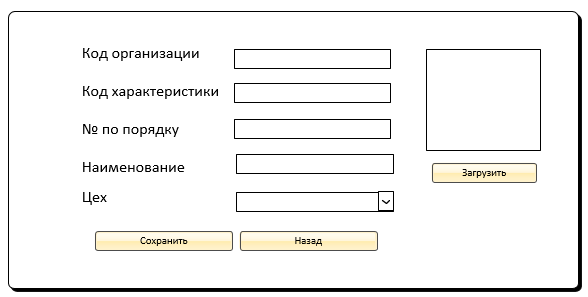 Код организации
Код характеристики
№ по порядку
Наименование
Загрузить
Цех
Сохранить
Назад